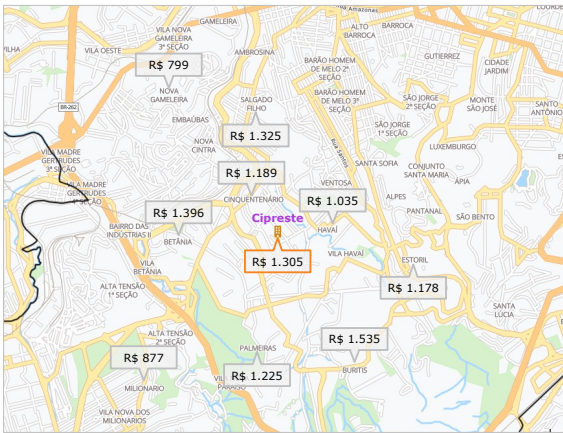 Av. Amazonas
LOURDES
GAMELEIRA
VILA NOVA
GAMELEIRA
3ª SEÇÃO
ALTO
BARROCA
BARROCA
VILHA
VILA OESTE
AMBROSINA
BARÃO HOMEM
DE MELO 2ª
SEÇÃO
GUTIERREZ
CIDADE
JARDIM
R$ 799
NOVA
GAMELEIRA
BR-262
SALGADO
FILHO
BARÃO HOMEM
DE MELO 3ª
SEÇÃO
SÃO JORGE
2ª SEÇÃO
MONTE
SÃO JOSÉ
SANTO
ANTÔNIO
EMBAÚBAS
R$ 1.325
NOVA
CINTRA
SÃO JORGE
1ª SEÇÃO
LUXEMBURGO
VILA MADRE
GERTRUDES
3ª SEÇÃO
SANTA SOFIA
CONJUNTO
SANTA MARIA
R$ 1.189
VILA MADRE
GERTRUDES
4ª SEÇÃO
VENTOSA
ÁPIA
CINQUENTENÁRIO
R$ 1.035
ALPES
PANTANAL
SÃO BENTO
R$ 1.396
Cipreste
BAIRRO DAS
INDÚSTRIAS II
BETÂNIA
HAVAÍ
VILA
BETÂNIA
R$ 1.305
VILA HAVAÍ
ESTORIL
ALTA TENSÃO
1ª SEÇÃO
R$ 1.178
SANTA
LÚCIA
ALTA TENSÃO
2ª SEÇÃO
PALMEIRAS
R$ 1.535
R$ 877
BURITIS
R$ 1.225
MILIONARIO
VILA NOVA DOS
MILIONARIOS